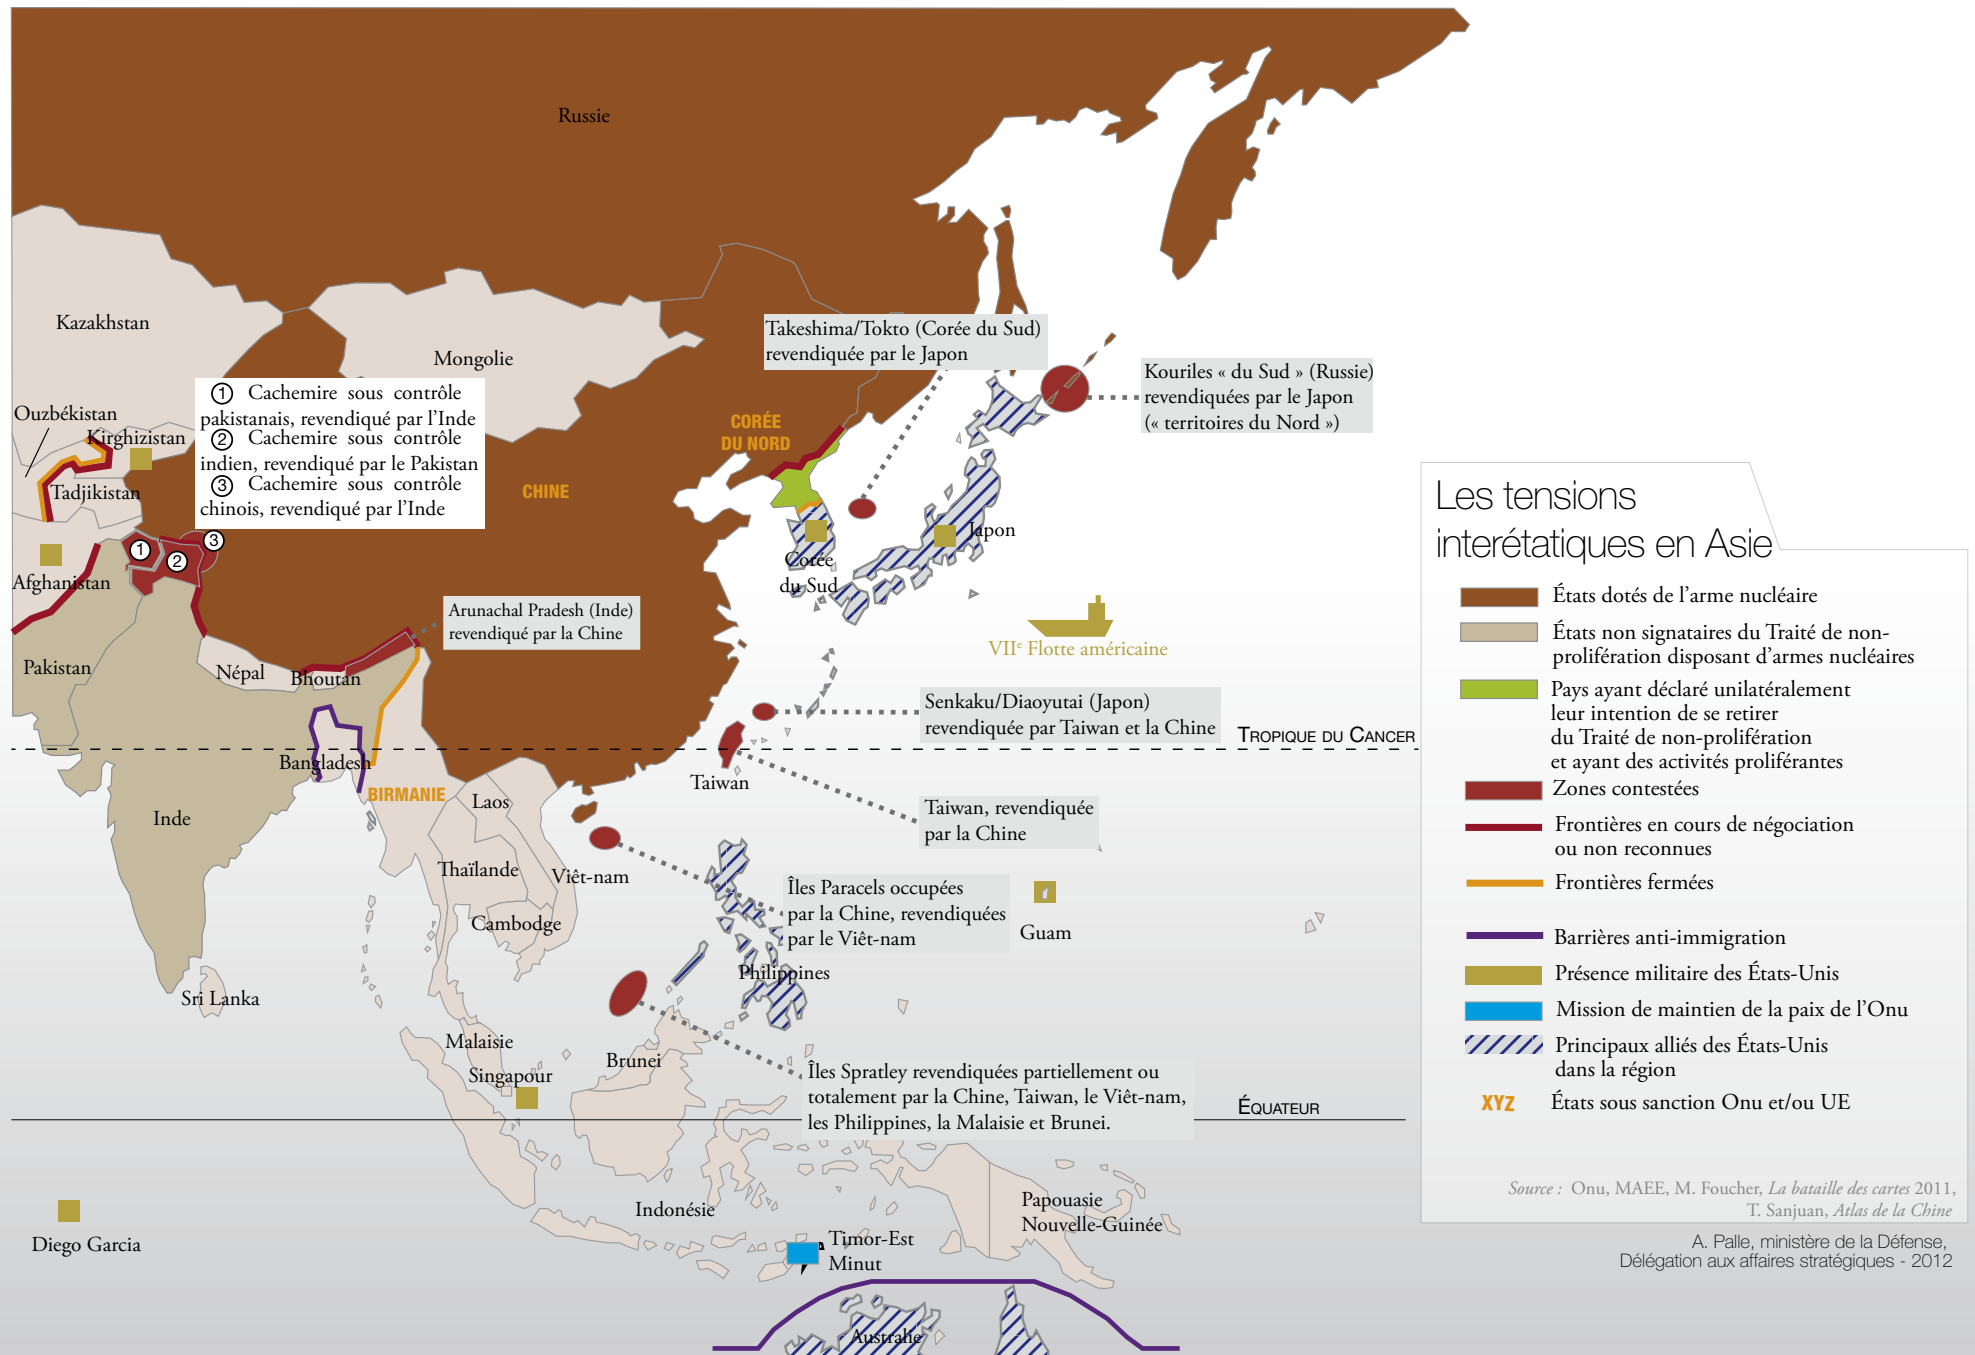 Russie
Kazakhstan
Mongolie
Takeshima/Tokto (Corée du Sud)
revendiquée par le Japon
Kouriles « du Sud » (Russie)
revendiquées par le Japon
(« territoires du Nord »)
① Cachemire sous contrôle
pakistanais, revendiqué par l'Inde
② Cachemire sous contrôle
indien, revendiqué par le Pakistan
③ Cachemire sous contrôle
chinois, revendiqué par l'Inde
Ouzbékistan
Kirghizistan
Tadjikistan
CORÉE
DU NORD
CHINE
1
2
3
Afghanistan
Japon
Corée
du Sud
Arunachal Pradesh (Inde)
revendiqué par la Chine
VIIe Flotte américaine
Pakistan
Népal
Bhoutan
Senkaku/Diaoyutai (Japon)
revendiquée par Taiwan et la Chine
TROPIQUE DU CANCER
Bangladesh
Taiwan
BIRMANIE
Laos
Inde
Taiwan, revendiquée
par la Chine
Thaïlande
Viêt-nam
Îles Paracels occupées
par la Chine, revendiquées
par le Viêt-nam
Cambodge
Guam
Philippines
Sri Lanka
Malaisie
Brunei
Singapour
Îles Spratley revendiquées partiellement ou
totalement par la Chine, Taiwan, le Viêt-nam,
les Philippines, la Malaisie et Brunei.
ÉQUATEUR
Indonésie
Papouasie
Nouvelle-Guinée
Diego Garcia
Timor-Est
Minut
Australie
Les tensions
interétatiques en Asie
États dotés de l'arme nucléaire
États non signataires du Traité de non-
prolifération disposant d'armes nucléaires
Pays ayant déclaré unilatéralement
leur intention de se retirer
du Traité de non-prolifération
et ayant des activités proliférantes
Zones contestées
Frontières en cours de négociation
ou non reconnues
Frontières fermées
Barrières anti-immigration
Présence militaire des États-Unis
Mission de maintien de la paix de l'Onu
Principaux alliés des États-Unis
dans la région
XYZ États sous sanction Onu et/ou UE
Source : Onu, MAEE, M. Foucher, La bataille des cartes 2011,
T. Sanjuan, Atlas de la Chine
A. Palle, ministère de la Défense,
Délégation aux affaires stratégiques - 2012